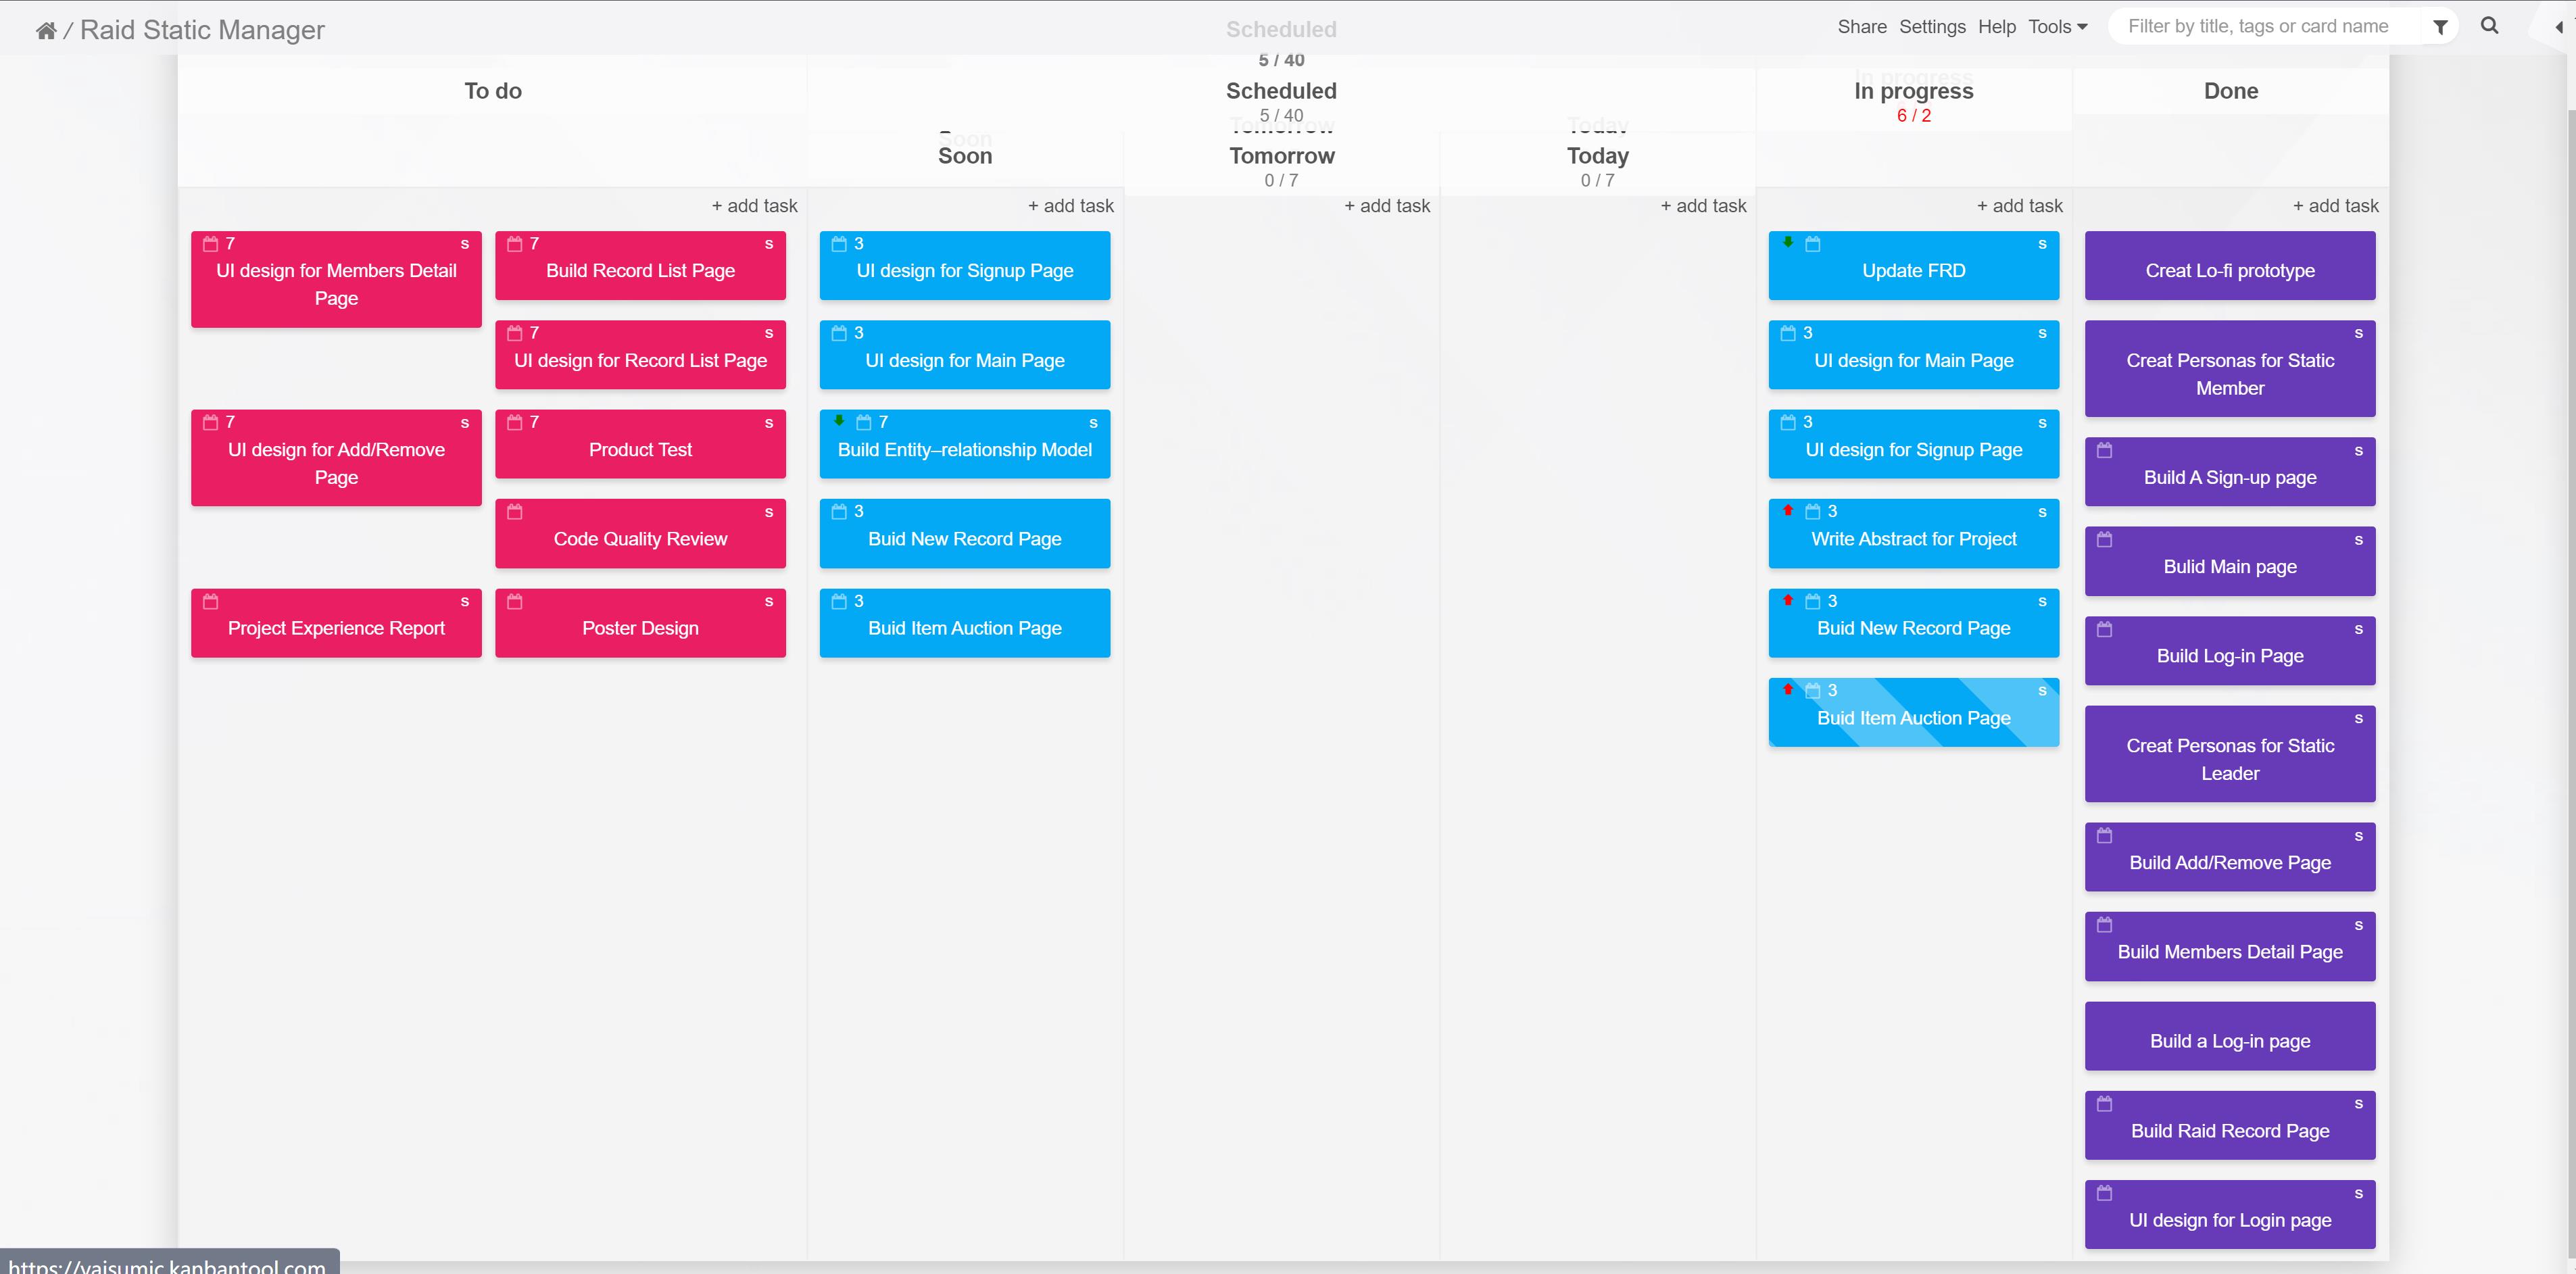 / Raid Static Manager
Share Settings Help Tools
Filter by title, tags or card name
Scheduled
5 / 40
To do
Scheduled
5 / 40
In progress
In progress
6 / 2
Done
Soon
Soon
Tomorrow
Tomorrow
0 / 7
Today
Today
0 / 7
+ add task
+ add task
+ add task
+ add task
+ add task
+ add task
7 s
UI design for Members Detail
Page
7 s
UI design for Add/Remove
Page
s
Project Experience Report
7 s
Build Record List Page
7 s
UI design for Record List Page
7 s
Product Test
s
Code Quality Review
s
Poster Design
3
UI design for Signup Page
3
UI design for Main Page
7 s
Build Entity–relationship Model
3
Buid New Record Page
3
Buid Item Auction Page
s
Update FRD
3 s
UI design for Main Page
3 s
UI design for Signup Page
3 s
Write Abstract for Project
3 s
Buid New Record Page
3 s
Buid Item Auction Page
Creat Lo-fi prototype
s
Creat Personas for Static
Member
s
Build A Sign-up page
s
Bulid Main page
s
Build Log-in Page
s
Creat Personas for Static
Leader
s
Build Add/Remove Page
s
Build Members Detail Page
Build a Log-in page
s
Build Raid Record Page
s
UI design for Login page
https://yaisumic.kanbantool.com